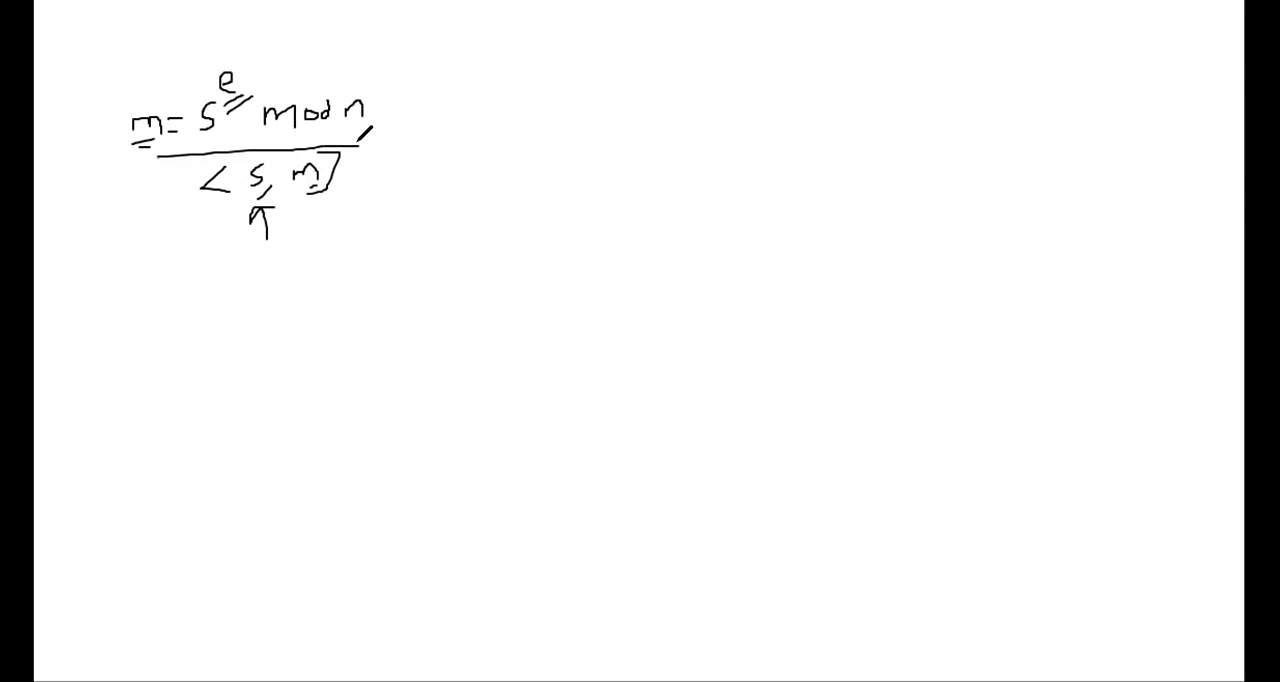 m = s^e mod n
< s, m]